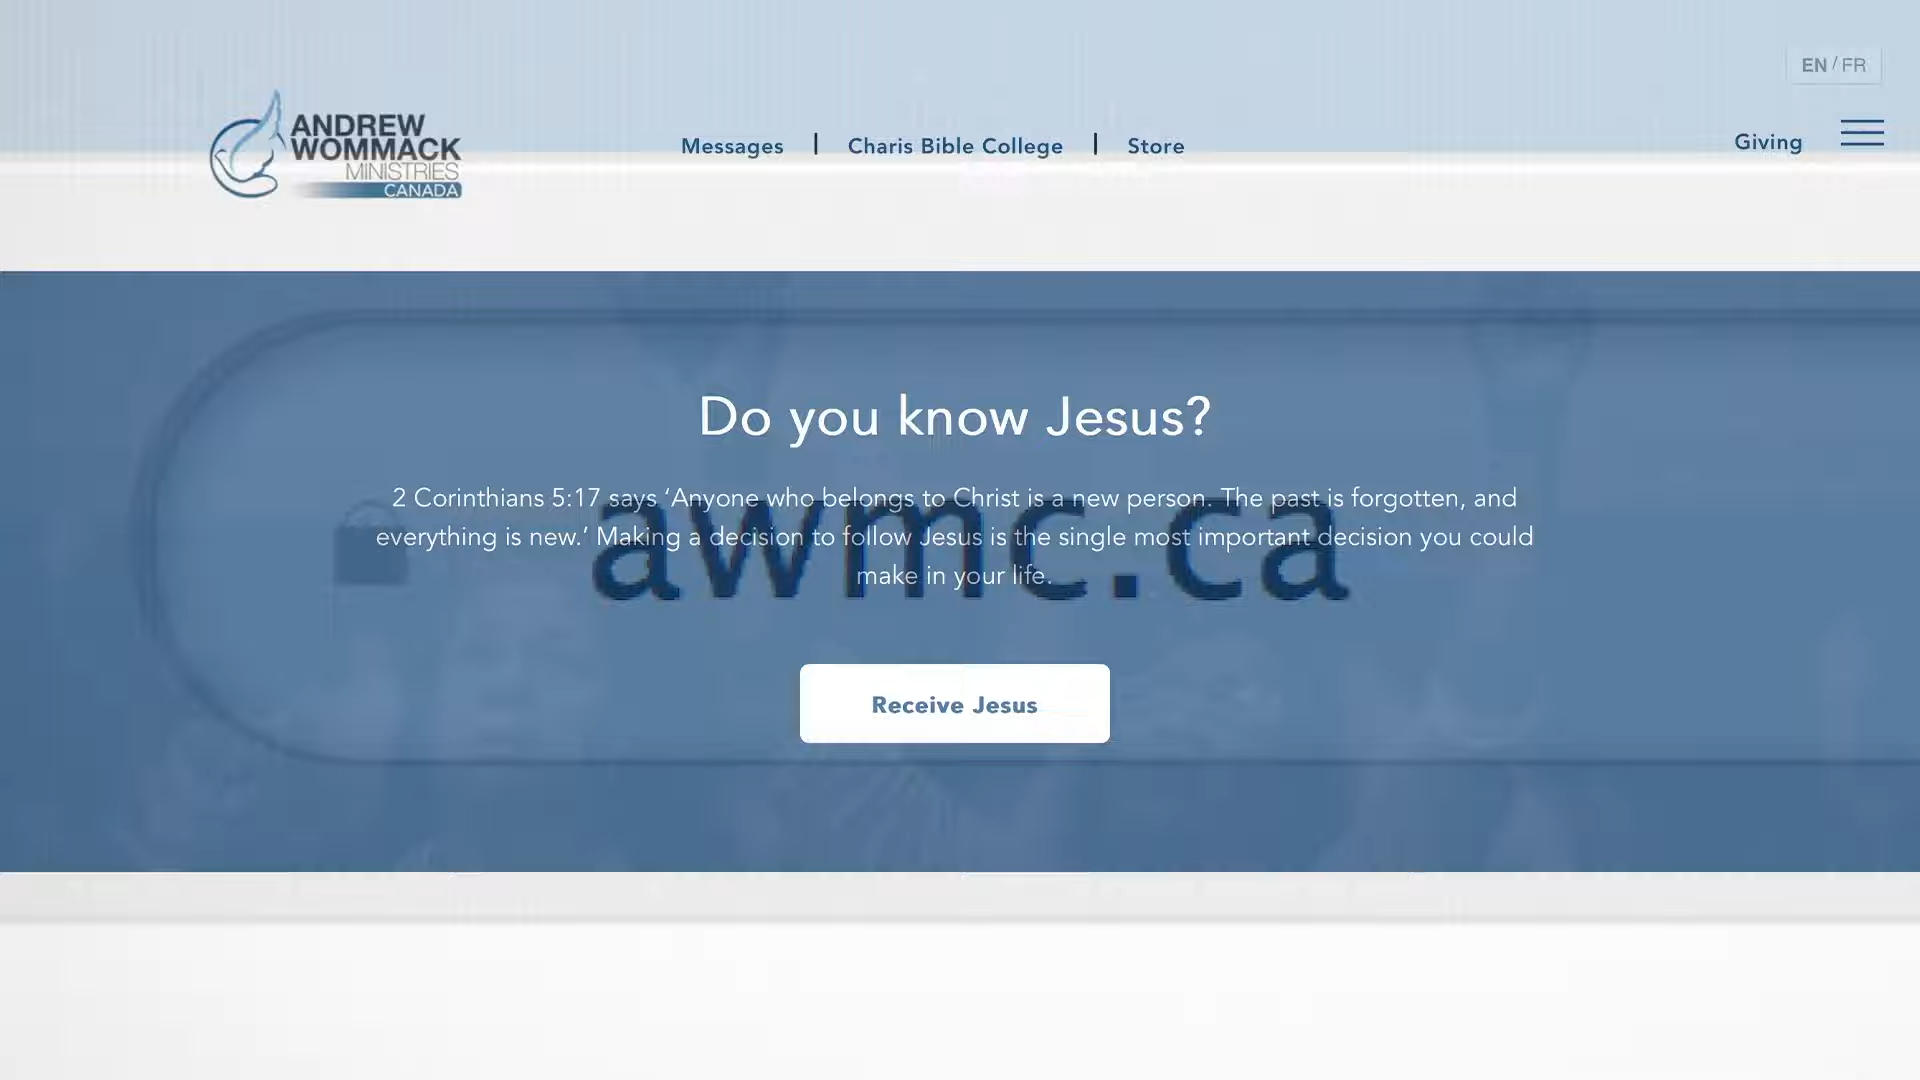 EN / FR
ANDREW
WOMMACK
MINISTRIES
CANADA
Messages | Charis Bible College | Store
Giving
Do you know Jesus?
2 Corinthians 5:17 says ‘Anyone who belongs to Christ is a new person. The past is forgotten, and
everything is new.’ Making a decision to follow Jesus is the single most important decision you could
make in your life.
awmc.ca
Receive Jesus